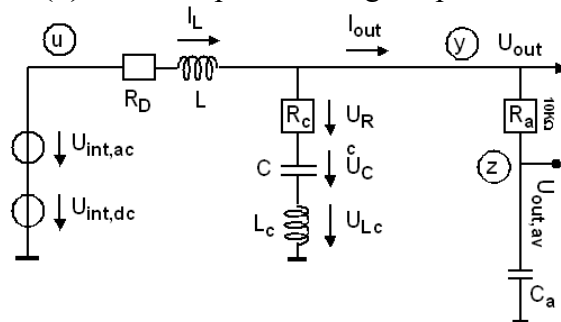 I_L
I_out
u
y
U_out
R_D
L
R_c
U_R
R_a
10KΩ
c
U_int,ac
C
U_C
z
U_int,dc
L_c
U_Lc
U_out,av
C_a